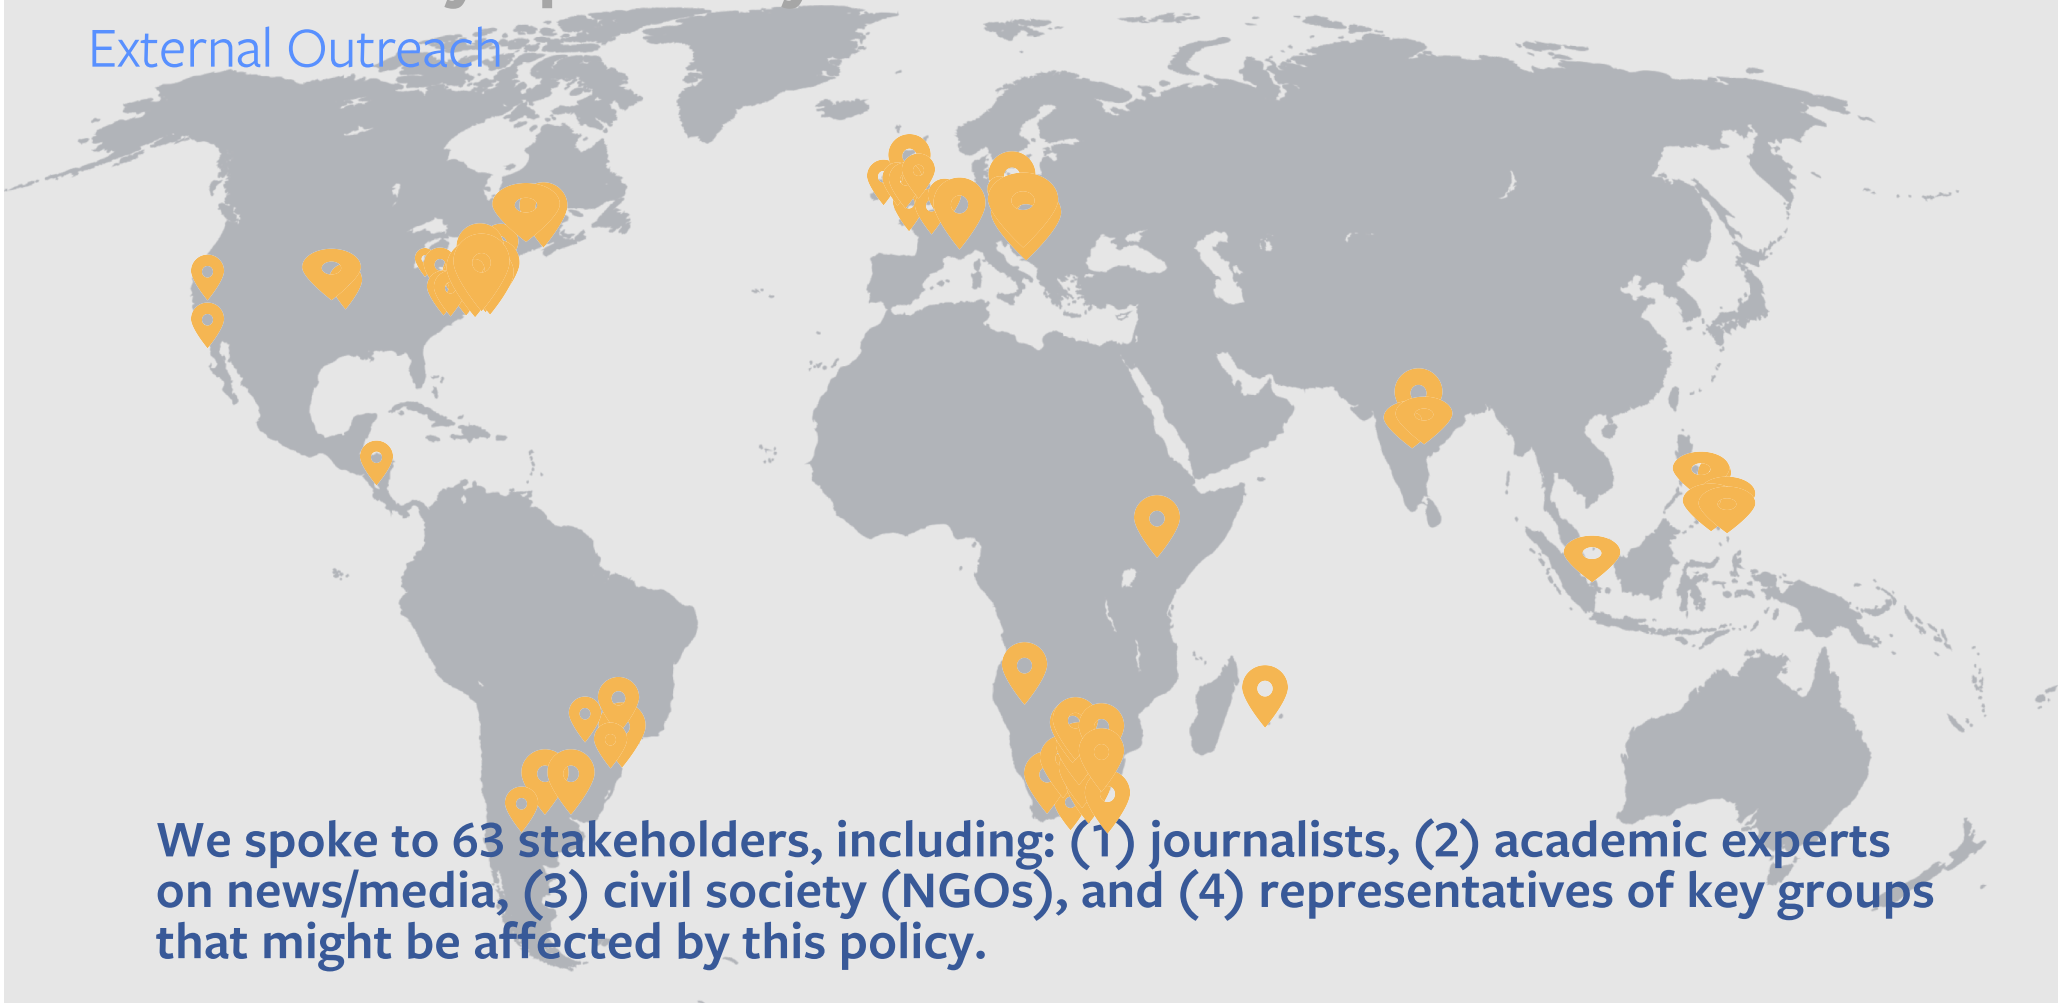 External Outreach
We spoke to 63 stakeholders, including: (1) journalists, (2) academic experts
on news/media, (3) civil society (NGOs), and (4) representatives of key groups
that might be affected by this policy.